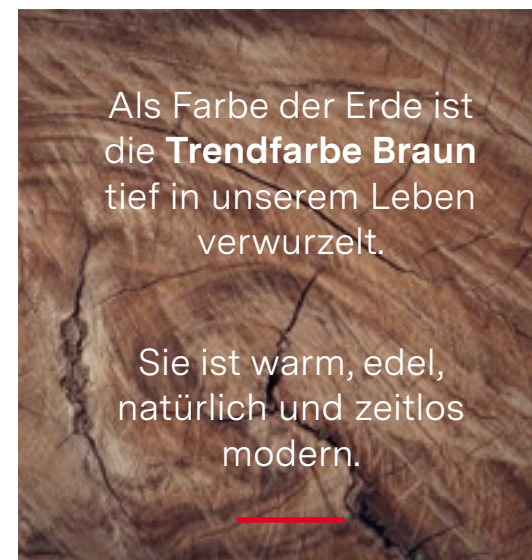 Als Farbe der Erde ist
die Trendfarbe Braun
tief in unserem Leben
verwurzelt.
Sie ist warm, edel,
natürlich und zeitlos
modern.